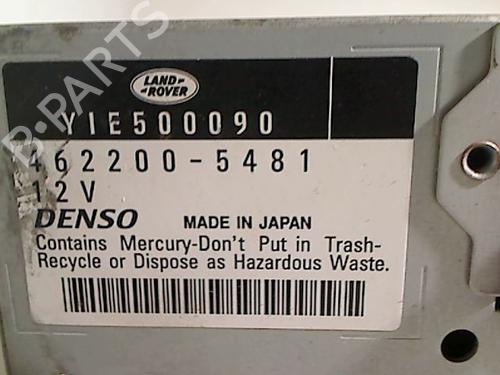 LAND-
-ROVER
YIE500090
462200-5481
12V
DENSO MADE IN JAPAN
Contains Mercury-Don't Put in Trash-
Recycle or Dispose as Hazardous Waste.
B-PARTS